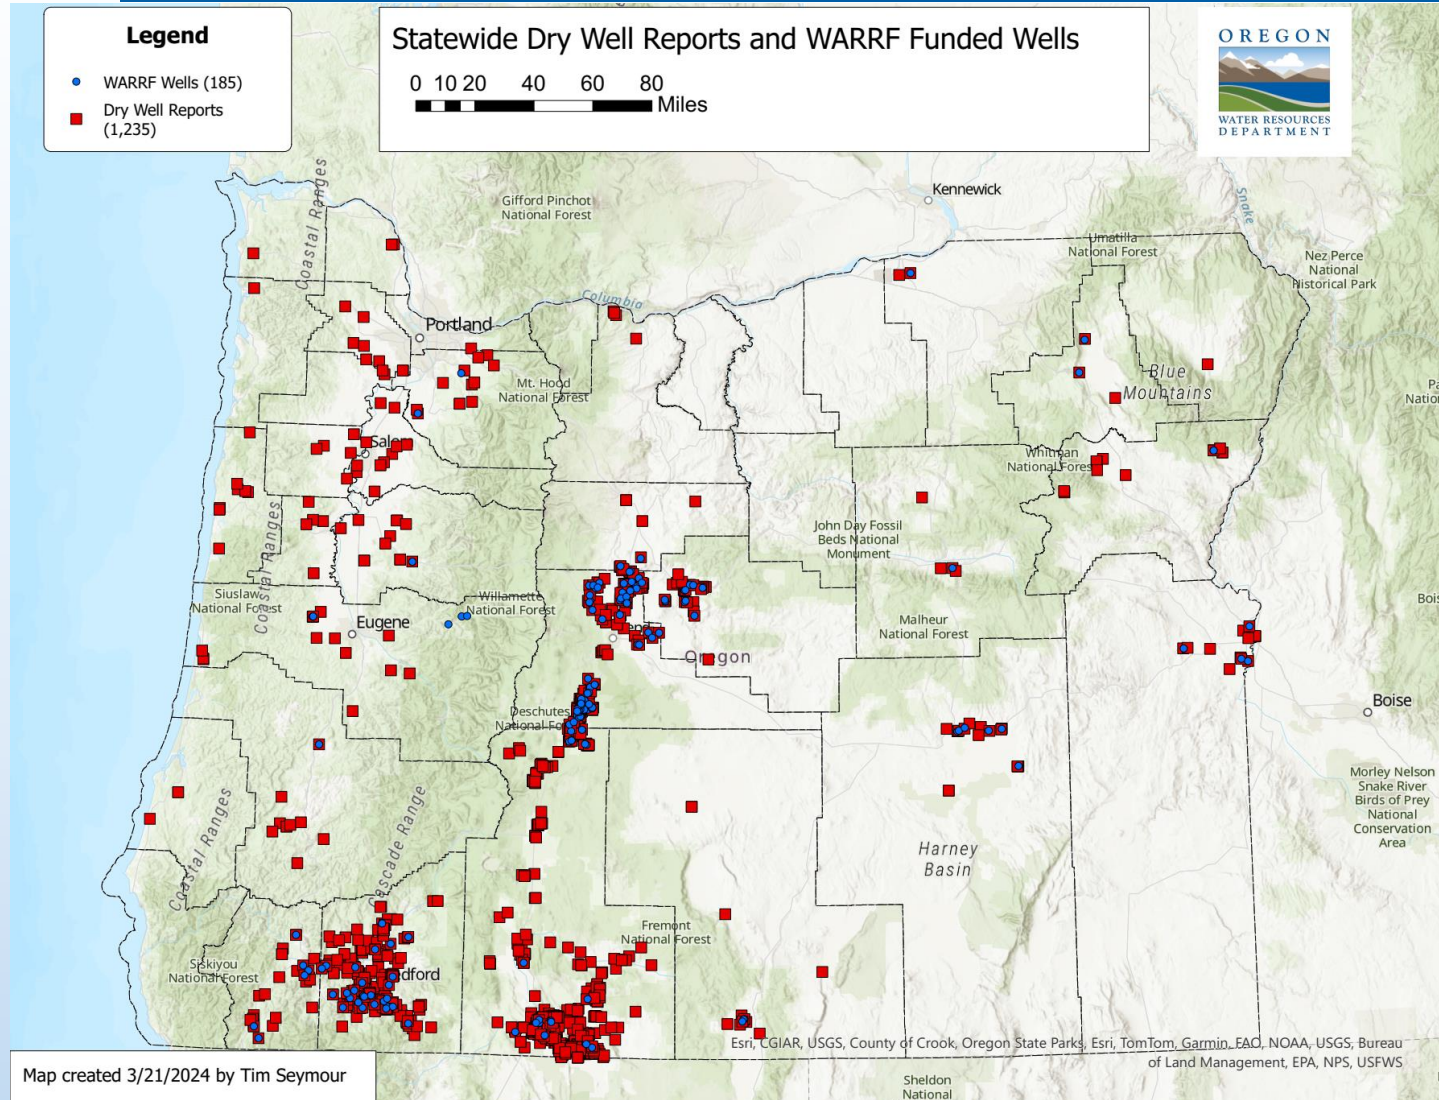 Legend
WARRF Wells (185)
Dry Well Reports
(1,235)
Statewide Dry Well Reports and WARRF Funded Wells
0 10 20 40 60 80
Miles
OREGON
WATER RESOURCES
DEPARTMENT
Kennewick
Gifford Pinchot
National Forest
Coastal Ranges
Snake
Umatilla
National Forest
Nez Perce
National
Historical Park
Columbia
Portland
Mt. Hood
National Forest
Blue
Mountains
Salem
Whitman
National Forest
Coastal Ranges
John Day Fossil
Beds National
Monument
Siuslaw
National Forest
Willamette
National Forest
Eugene
Malheur
National Forest
Oregon
Deschutes
National Fo
Boise
Morley Nelson
Snake River
Birds of Prey
National
Conservation
Area
Coastal Ranges
Cascade Range
Harney
Basin
Fremont
National Forest
Siskiyou
National Forest
dford
Esri, CGIAR, USGS, County of Crook, Oregon State Parks, Esri, TomTom, Garmin, FAO, NOAA, USGS, Bureau
of Land Management, EPA, NPS, USFWS
Map created 3/21/2024 by Tim Seymour
Sheldon
National